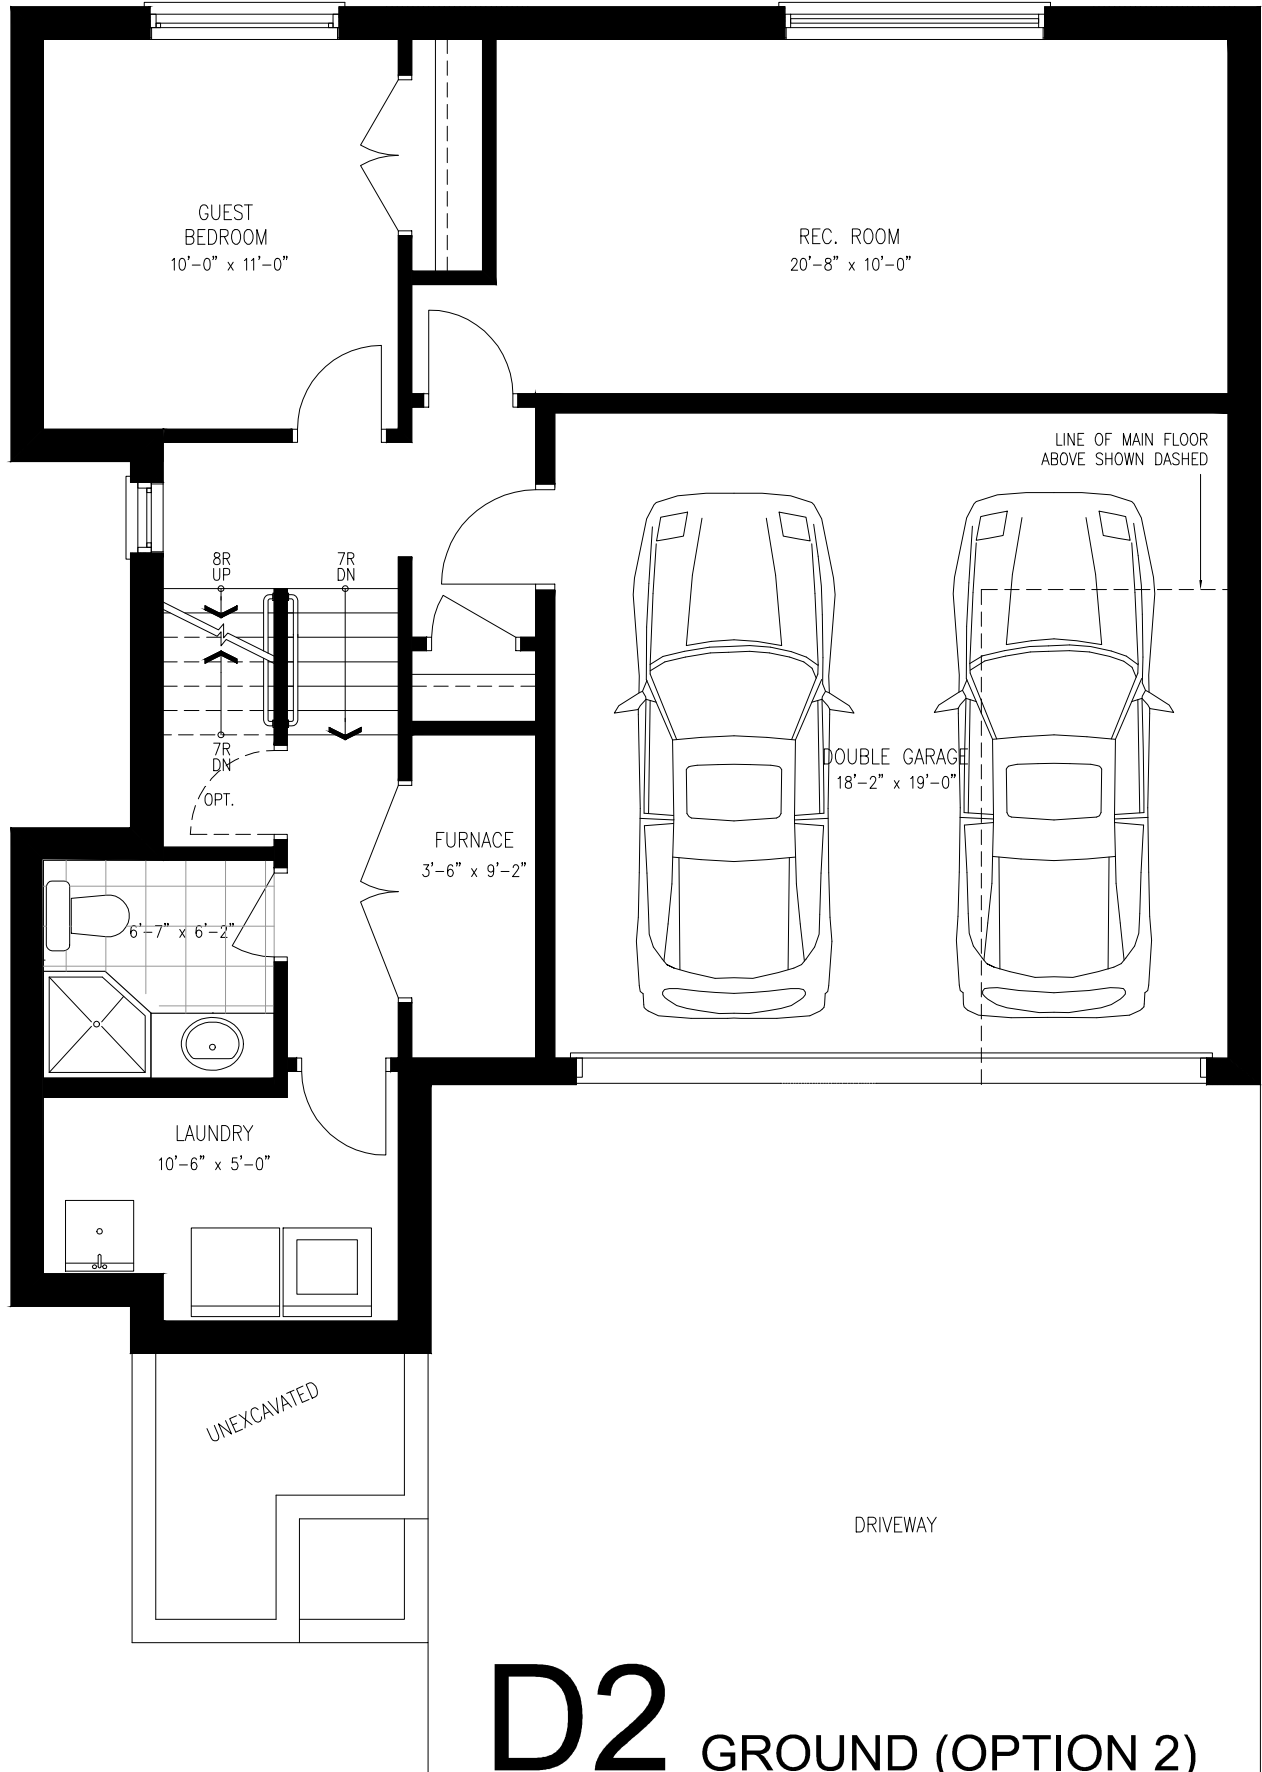 GUEST
BEDROOM
10'-0" x 11'-0"
REC. ROOM
20'-8" x 10'-0"
LINE OF MAIN FLOOR
ABOVE SHOWN DASHED
8R
UP
7R
DN
7R
DN
OPT.
DOUBLE GARAGE
18'-2" x 19'-0"
FURNACE
3'-6" x 9'-2"
6'-7" x 6'-2"
LAUNDRY
10'-6" x 5'-0"
UNEXCAVATED
DRIVEWAY
D2 GROUND (OPTION 2)